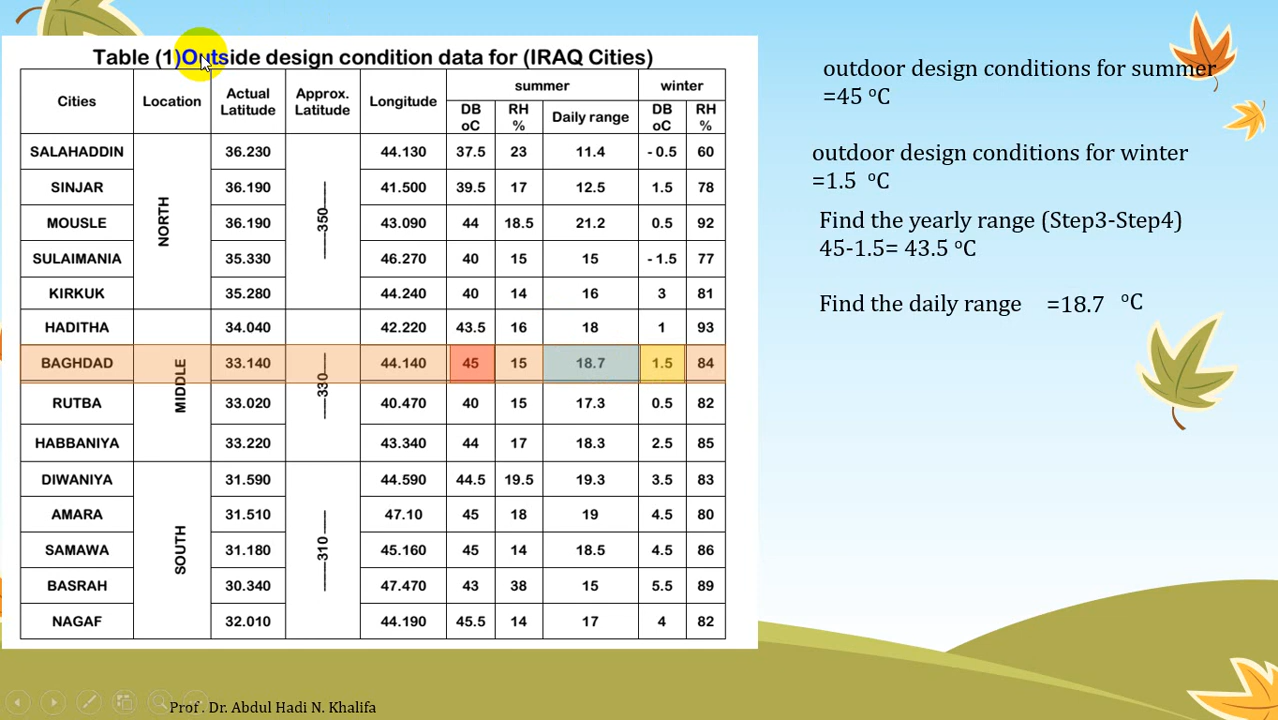 Table (1)Outside design condition data for (IRAQ Cities)
Cities Location Actual Latitude Approx. Latitude Longitude summer winter
DB oC RH % Daily range DB oC RH %
SALAHADDIN 36.230 44.130 37.5 23 11.4 - 0.5 60
SINJAR 36.190 41.500 39.5 17 12.5 1.5 78
MOUSLE NORTH 36.190 350 43.090 44 18.5 21.2 0.5 92
SULAIMANIA 35.330 46.270 40 15 15 - 1.5 77
KIRKUK 35.280 44.240 40 14 16 3 81
HADITHA 34.040 42.220 43.5 16 18 1 93
BAGHDAD MIDDLE 33.140 330 44.140 45 15 18.7 1.5 84
RUTBA 33.020 40.470 40 15 17.3 0.5 82
HABBANIYA 33.220 43.340 44 17 18.3 2.5 85
DIWANIYA 31.590 44.590 44.5 19.5 19.3 3.5 83
AMARA 31.510 47.10 45 18 19 4.5 80
SAMAWA SOUTH 31.180 310 45.160 45 14 18.5 4.5 86
BASRAH 30.340 47.470 43 38 15 5.5 89
NAGAF 32.010 44.190 45.5 14 17 4 82
outdoor design conditions for summer
=45 ºC
outdoor design conditions for winter
=1.5 ºC
Find the yearly range (Step3-Step4)
45-1.5= 43.5 ºC
Find the daily range =18.7 ºC
Prof . Dr. Abdul Hadi N. Khalifa